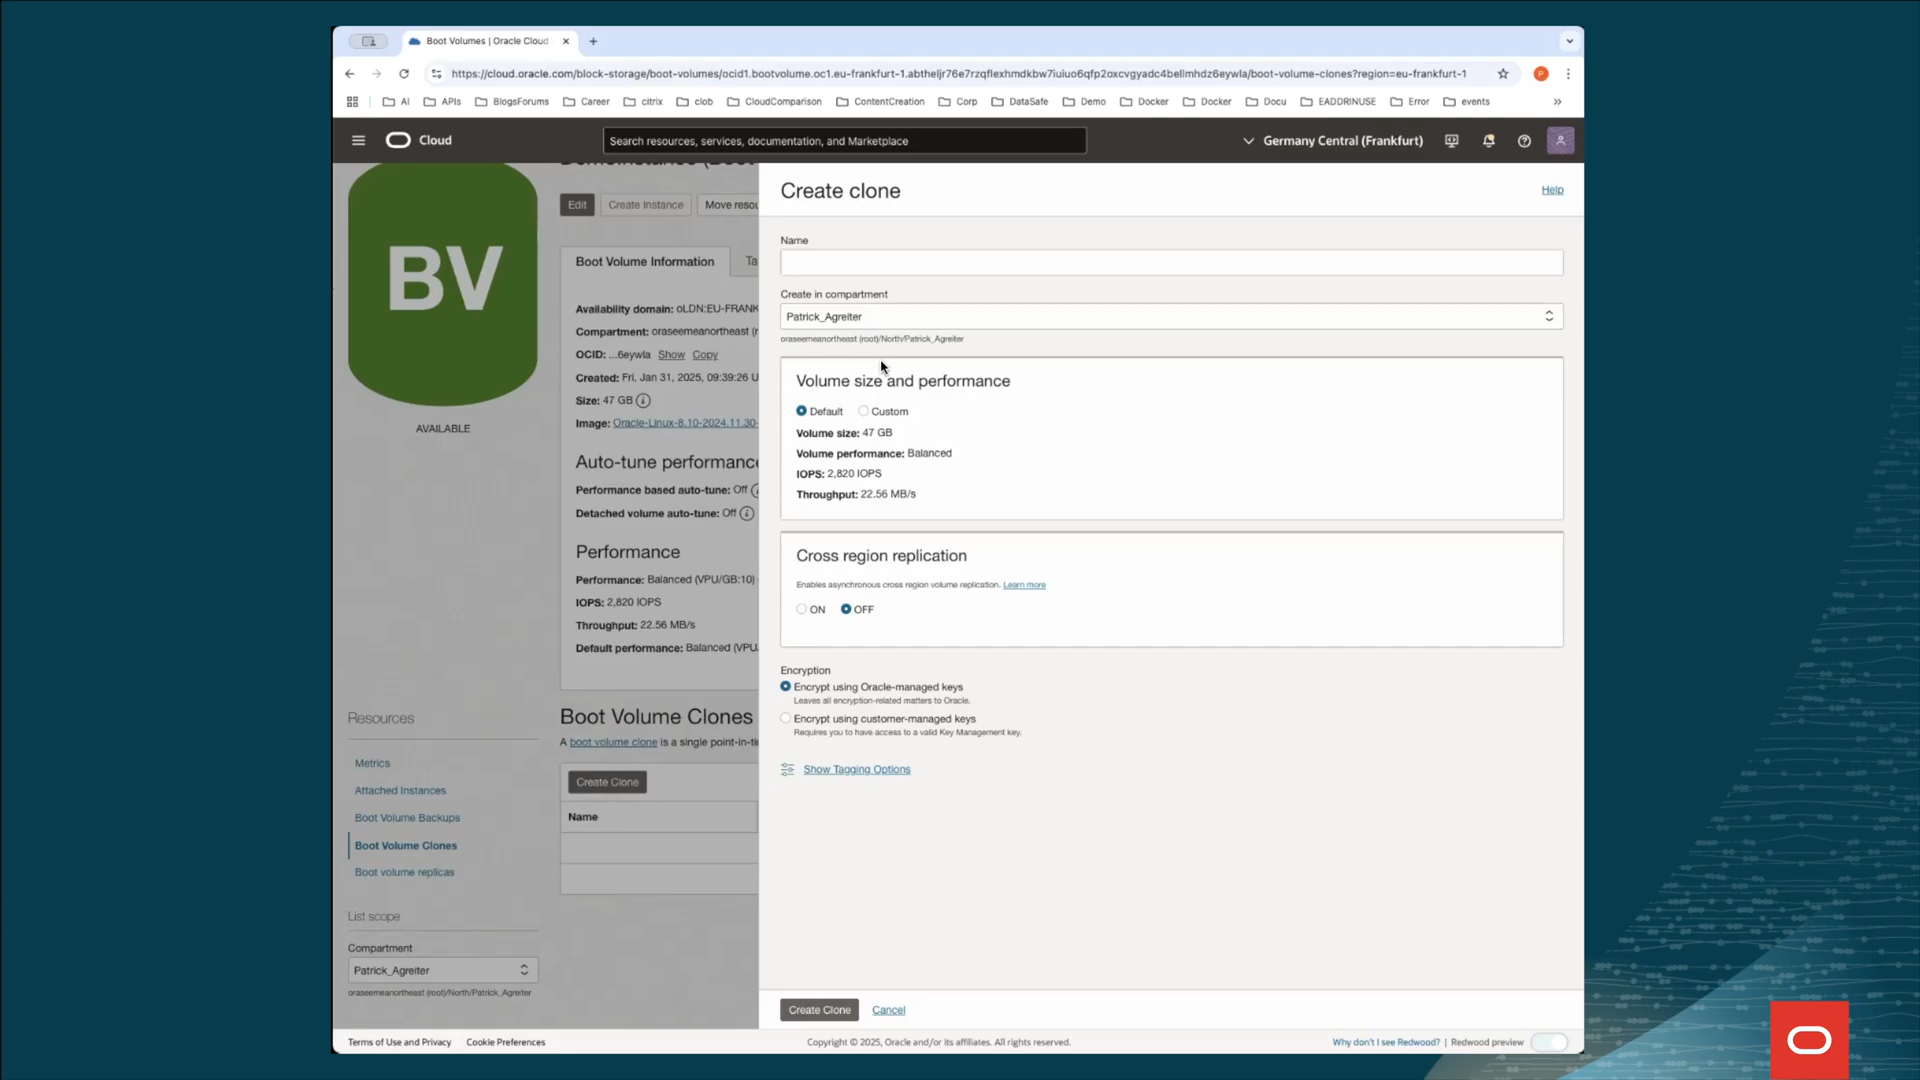 Boot Volumes | Oracle Cloud
https://cloud.oracle.com/block-storage/boot-volumes/ocid1.bootvolume.oc1.eu-frankfurt-1.abtheljr76e7rzqflexhmdkbw7iuiuo6qfp2oxcvgyadc4bellmhdz6eywla/boot-volume-clones?region=eu-frankfurt-1
P
AI APIs BlogsForums Career citrix clob CloudComparison ContentCreation Corp DataSafe Demo Docker Docker Docu EADDRINUSE Error events
Cloud
Search resources, services, documentation, and Marketplace
Germany Central (Frankfurt)
BV
AVAILABLE
Edit Create Instance Move resou
Boot Volume Information Ta
Availability domain: oLDN:EU-FRANK
Compartment: oraseemeanortheast (r
OCID: ...6eywla Show Copy
Created: Fri, Jan 31, 2025, 09:39:26 U
Size: 47 GB
Image: Oracle-Linux-8.10-2024.11.30-
Auto-tune performance
Performance based auto-tune: Off
Detached volume auto-tune: Off
Performance
Performance: Balanced (VPU/GB:10)
IOPS: 2,820 IOPS
Throughput: 22.56 MB/s
Default performance: Balanced (VPU
Resources
Metrics
Attached Instances
Boot Volume Backups
Boot Volume Clones
Boot volume replicas
List scope
Compartment
Patrick_Agreiter
oraseemeanortheast (root)/North/Patrick_Agreiter
Boot Volume Clones
A boot volume clone is a single point-in-ti
Create Clone
Name
Create clone
Help
Name
Create in compartment
Patrick_Agreiter
oraseemeanortheast (root)/North/Patrick_Agreiter
Volume size and performance
Default Custom
Volume size: 47 GB
Volume performance: Balanced
IOPS: 2,820 IOPS
Throughput: 22.56 MB/s
Cross region replication
Enables asynchronous cross region volume replication. Learn more
ON OFF
Encryption
Encrypt using Oracle-managed keys
Leaves all encryption-related matters to Oracle.
Encrypt using customer-managed keys
Requires you to have access to a valid Key Management key.
Show Tagging Options
Create Clone Cancel
Terms of Use and Privacy Cookie Preferences
Copyright © 2025, Oracle and/or its affiliates. All rights reserved.
Why don't I see Redwood? | Redwood preview